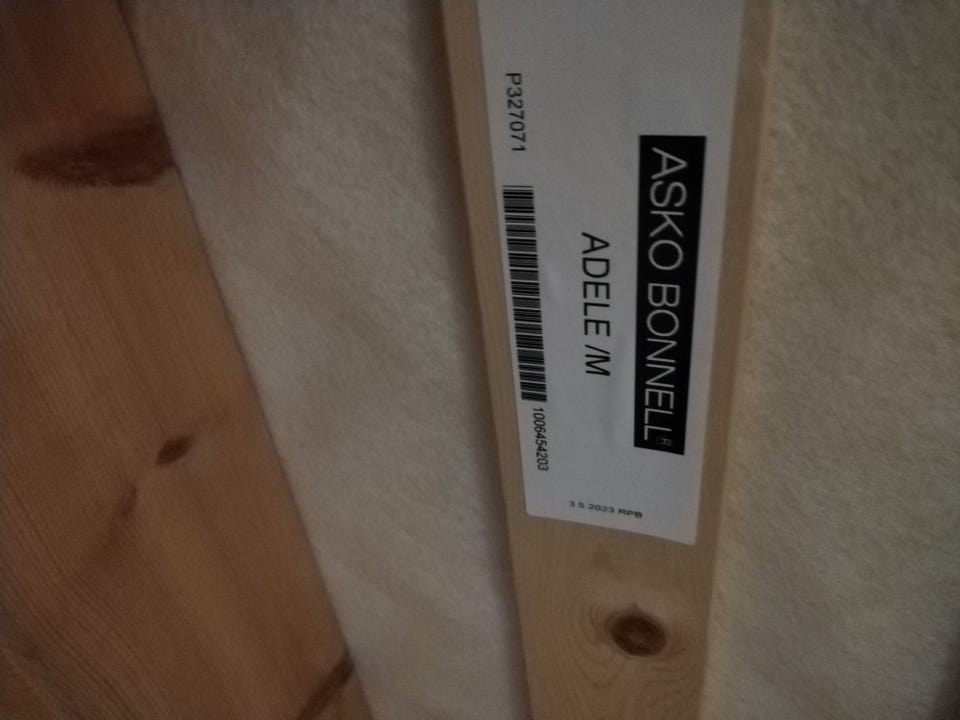 ASKO BONNELL®
ADELE /M
P327071
1006454203
3 5 2023 RPB